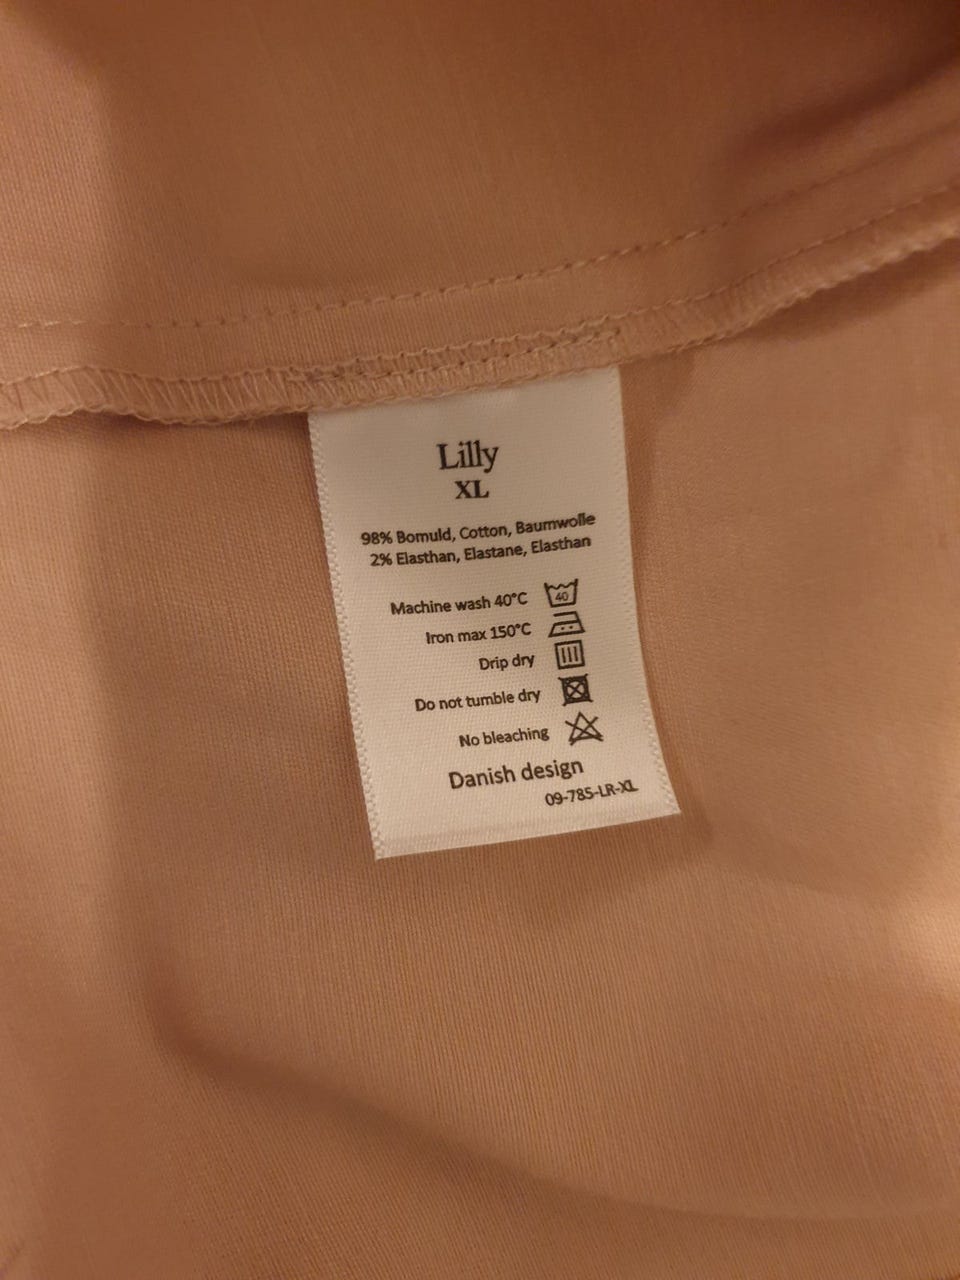 Lilly
XL
98% Bomuld, Cotton, Baumwolle
2% Elasthan, Elastane, Elasthan
Machine wash 40°C 40
Iron max 150°C
Drip dry
Do not tumble dry
No bleaching
Danish design
09-785-LR-XL